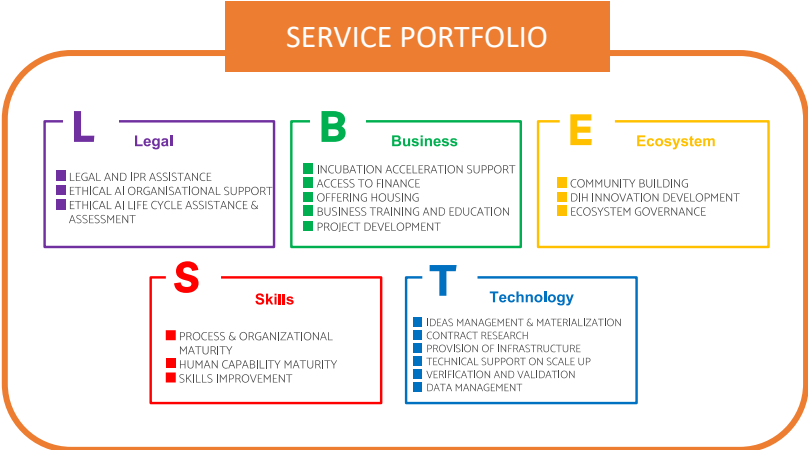 SERVICE PORTFOLIO
L
Legal
LEGAL AND IPR ASSISTANCE
ETHICAL AI ORGANISATIONAL SUPPORT
ETHICAL AI LIFE CYCLE ASSISTANCE &
ASSESSMENT
B
Business
INCUBATION ACCELERATION SUPPORT
ACCESS TO FINANCE
OFFERING HOUSING
BUSINESS TRAINING AND EDUCATION
PROJECT DEVELOPMENT
E
Ecosystem
COMMUNITY BUILDING
DIH INNOVATION DEVELOPMENT
ECOSYSTEM GOVERNANCE
S
Skills
PROCESS & ORGANIZATIONAL
MATURITY
HUMAN CAPABILITY MATURITY
SKILLS IMPROVEMENT
T
Technology
IDEAS MANAGEMENT & MATERIALIZATION
CONTRACT RESEARCH
PROVISION OF INFRASTRUCTURE
TECHNICAL SUPPORT ON SCALE UP
VERIFICATION AND VALIDATION
DATA MANAGEMENT